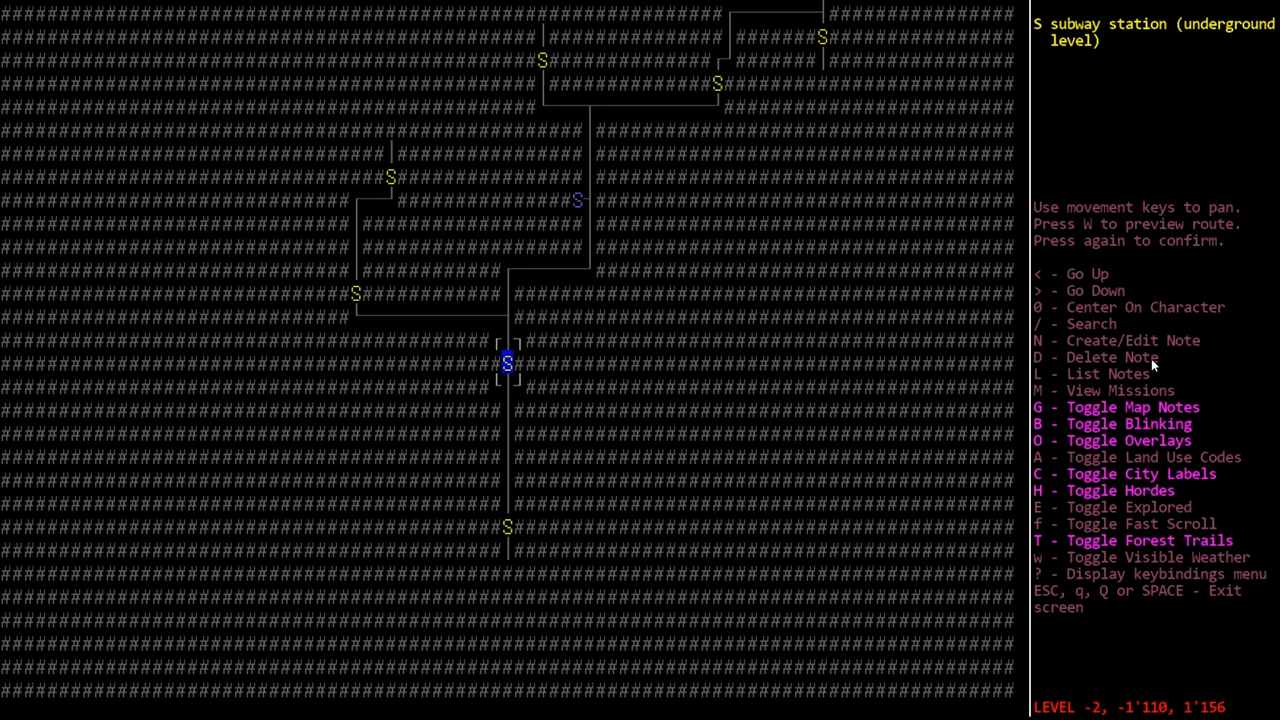 S subway station (underground
level)
S
S
S
S
S
S
S
S
Use movement keys to pan.
Press W to preview route.
Press again to confirm.
< - Go Up
> - Go Down
0 - Center On Character
/ - Search
N - Create/Edit Note
D - Delete Note
L - List Notes
M - View Missions
G - Toggle Map Notes
B - Toggle Blinking
O - Toggle Overlays
A - Toggle Land Use Codes
C - Toggle City Labels
H - Toggle Hordes
E - Toggle Explored
f - Toggle Fast Scroll
T - Toggle Forest Trails
w - Toggle Visible Weather
? - Display keybindings menu
ESC, q, Q or SPACE - Exit
screen
LEVEL -2, -1'110, 1'156